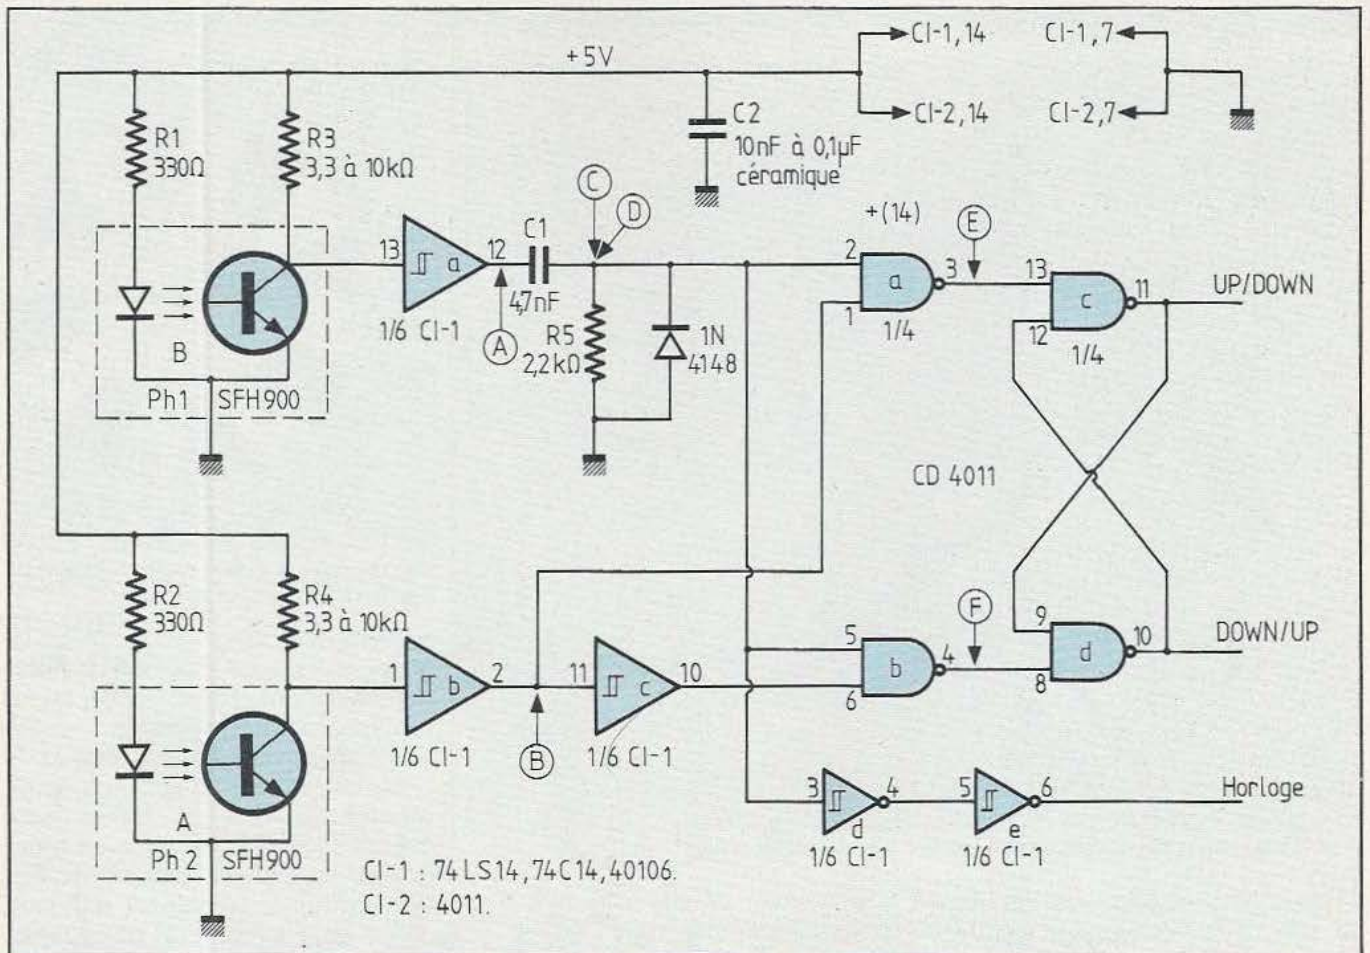 +5V
CI-1,14
CI-1,7
CI-2,14
CI-2,7
R1
330Ω
R3
3,3 à 10kΩ
C2
10nF à 0,1µF
céramique
C
D
+(14)
E
C1
47nF
13
a
12
1/6 CI-1
A
R5
2,2kΩ
1N
4148
2
1
a
3
1/4
13
12
c
11
1/4
UP/DOWN
B
Ph1
SFH900
CD 4011
R2
330Ω
R4
3,3 à 10kΩ
1
b
2
1/6 CI-1
B
11
c
10
1/6 CI-1
5
6
b
4
F
9
8
d
10
DOWN/UP
A
Ph2
SFH900
3
4
d
1/6 CI-1
5
6
e
1/6 CI-1
Horloge
CI-1 : 74LS14,74C14,40106.
CI-2 : 4011.